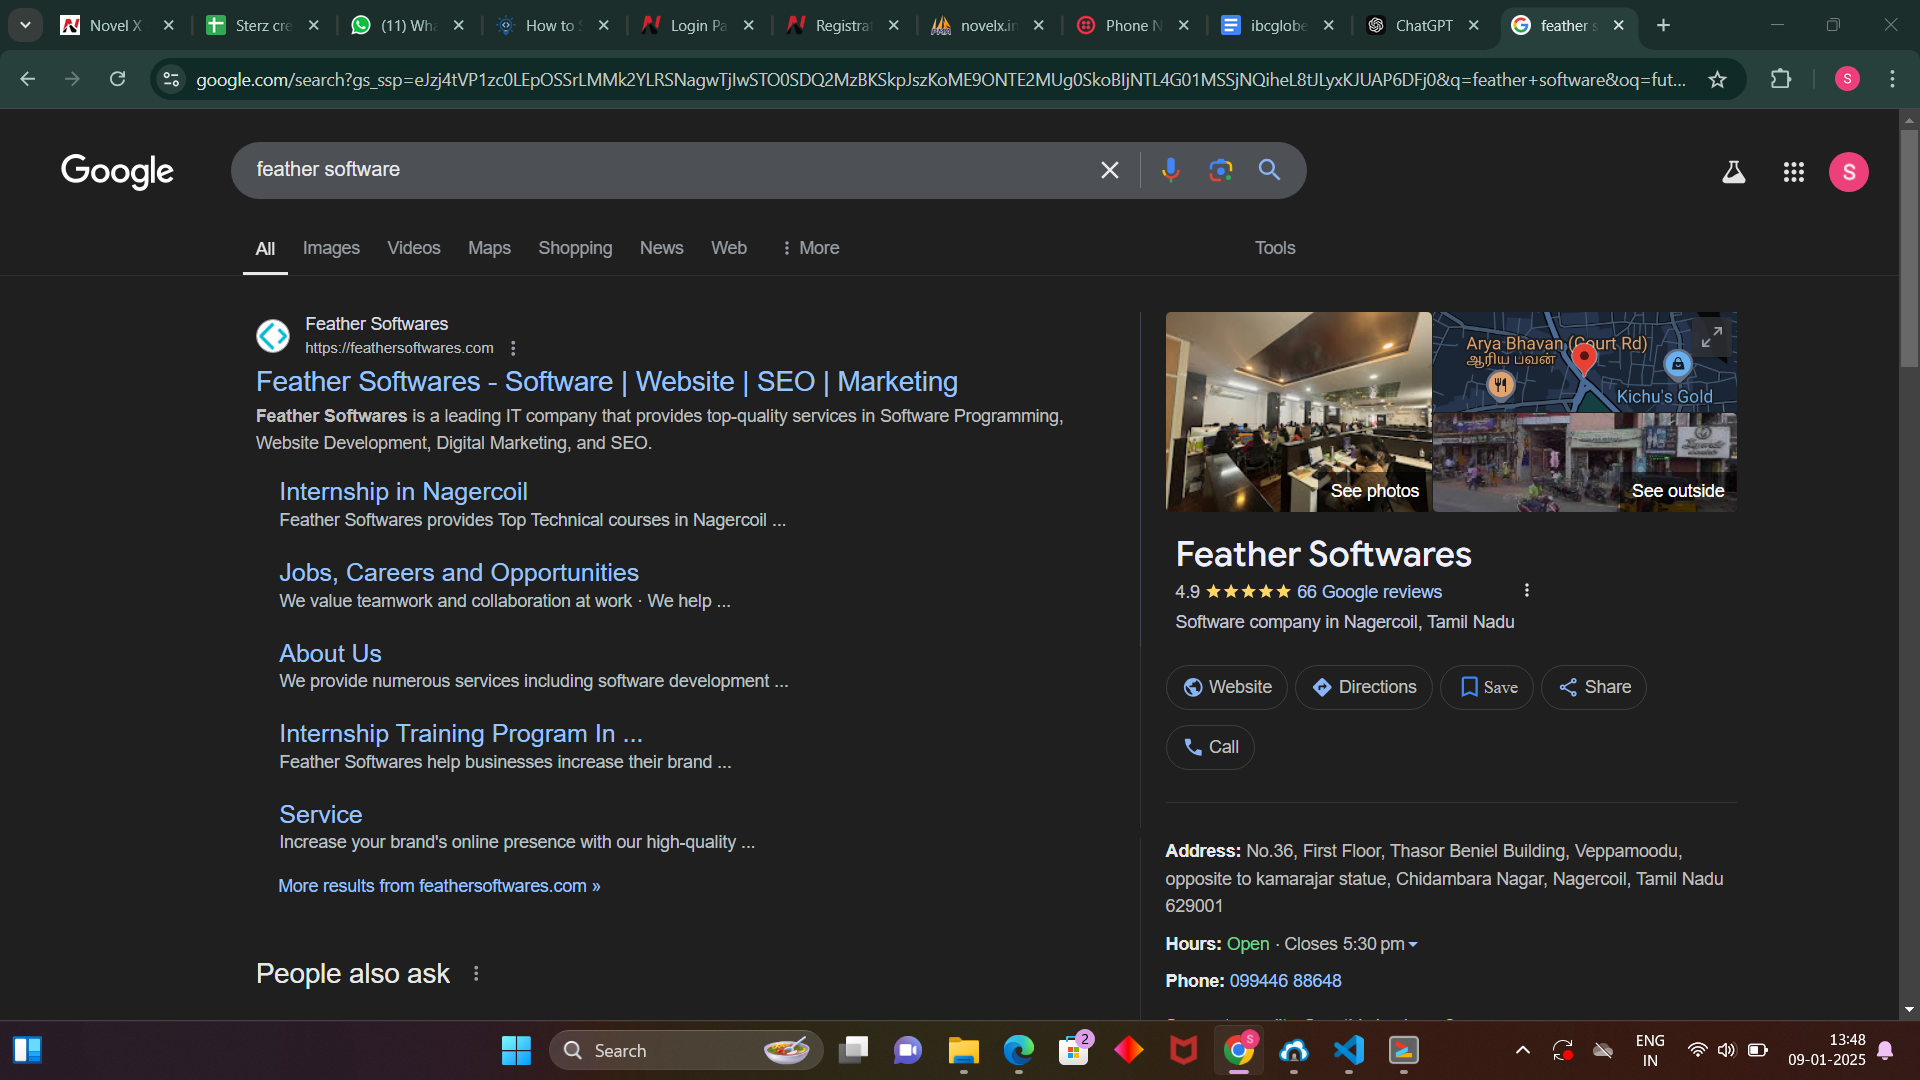 Novel X
Sterz cre
(11) Wha
How to S
Login Pa
Registrat
novelx.in
Phone N
ibcglobe
ChatGPT
feather s
google.com/search?gs_ssp=eJzj4tVP1zc0LEpOSSrLMMk2YLRSNagwTjIwSTO0SDQ2MzBKSkpJszKoME9ONTE2MUg0SkoBIjNTL4G01MSSjNQiheL8tJLyxKJUAP6DFj0&q=feather+software&oq=fut...
S
Google
feather software
S
All
Images
Videos
Maps
Shopping
News
Web
More
Tools
Feather Softwares
https://feathersoftwares.com
Feather Softwares - Software | Website | SEO | Marketing
Feather Softwares is a leading IT company that provides top-quality services in Software Programming,
Website Development, Digital Marketing, and SEO.
Internship in Nagercoil
Feather Softwares provides Top Technical courses in Nagercoil ...
Jobs, Careers and Opportunities
We value teamwork and collaboration at work · We help ...
About Us
We provide numerous services including software development ...
Internship Training Program In ...
Feather Softwares help businesses increase their brand ...
Service
Increase your brand's online presence with our high-quality ...
More results from feathersoftwares.com »
People also ask
Arya Bhavan (Court Rd)
ஆரிய பவன்
Kichu's Gold
See photos
See outside
Feather Softwares
4.9 66 Google reviews
Software company in Nagercoil, Tamil Nadu
Website
Directions
Save
Share
Call
Address: No.36, First Floor, Thasor Beniel Building, Veppamoodu,
opposite to kamarajar statue, Chidambara Nagar, Nagercoil, Tamil Nadu
629001
Hours: Open · Closes 5:30 pm
Phone: 099446 88648
Search
2
S
ENG
IN
13:48
09-01-2025